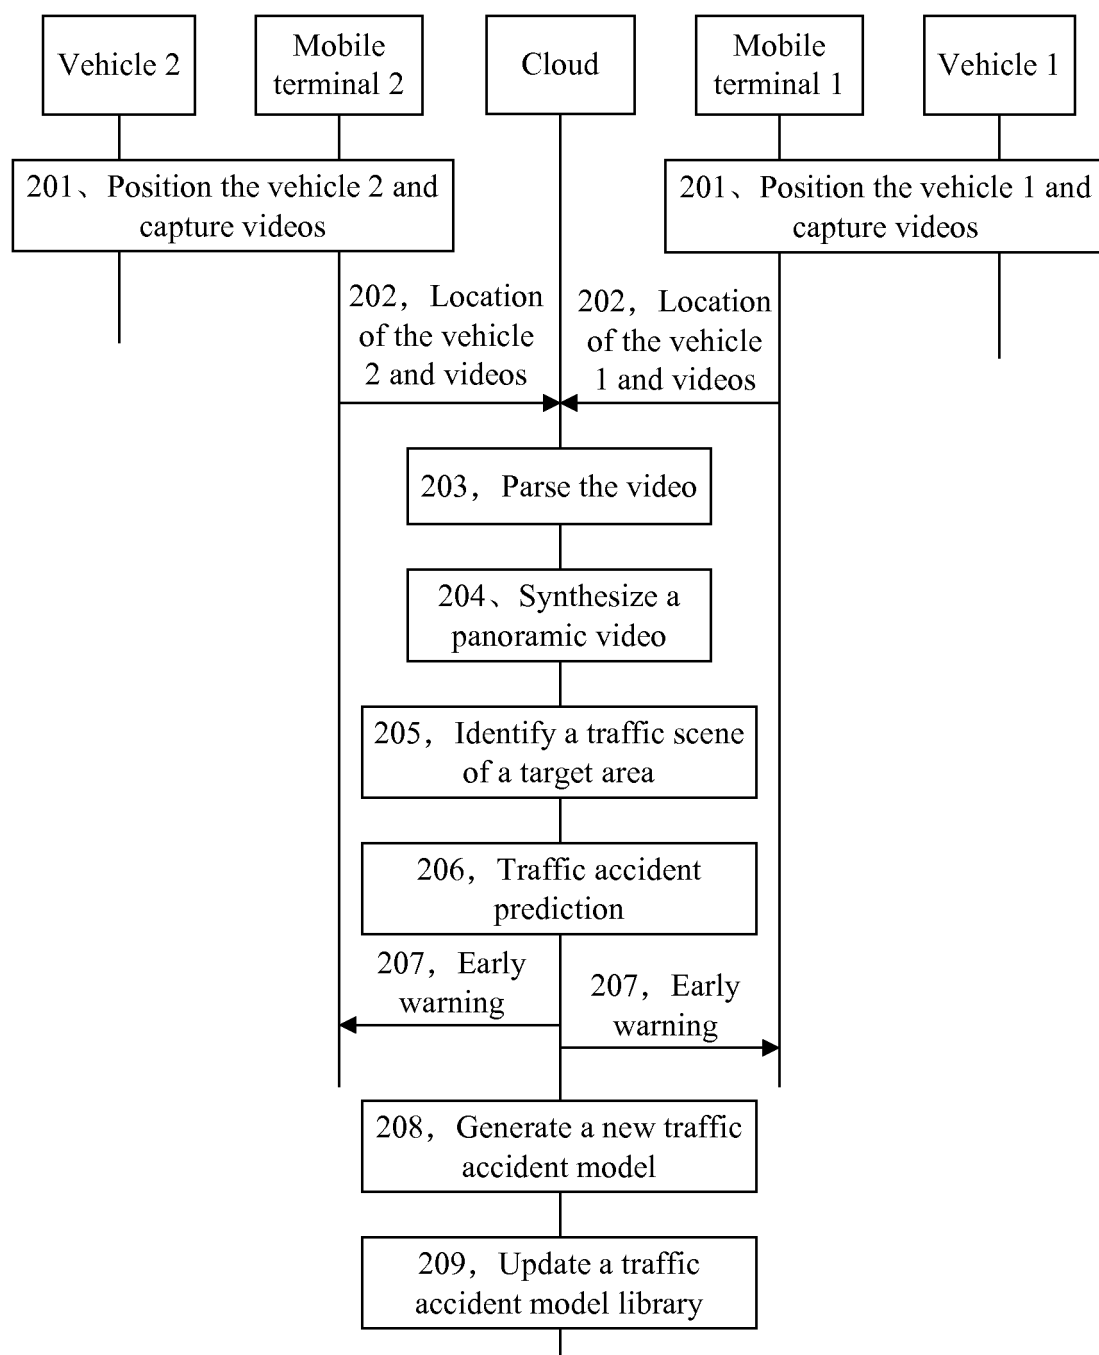 Vehicle 2
Mobile
terminal 2
Cloud
Mobile
terminal 1
Vehicle 1
201、Position the vehicle 2 and
capture videos
201、Position the vehicle 1 and
capture videos
202，Location
of the vehicle
2 and videos
202，Location
of the vehicle
1 and videos
203，Parse the video
204、Synthesize a
panoramic video
205，Identify a traffic scene
of a target area
206，Traffic accident
prediction
207，Early
warning
207，Early
warning
208，Generate a new traffic
accident model
209，Update a traffic
accident model library